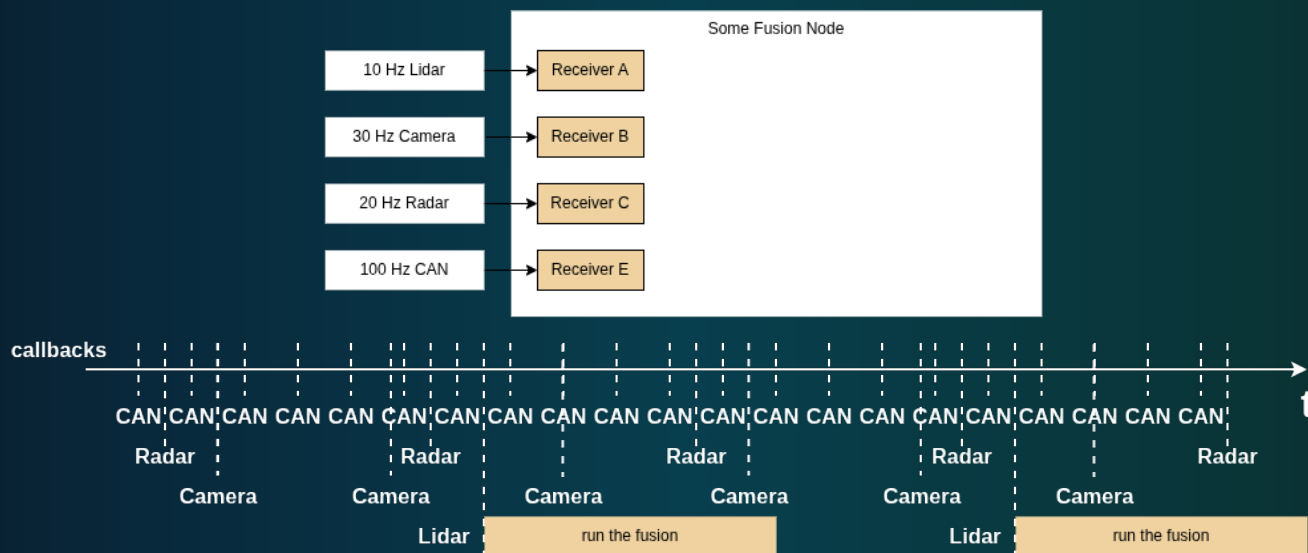 Some Fusion Node
10 Hz Lidar
Receiver A
30 Hz Camera
Receiver B
20 Hz Radar
Receiver C
100 Hz CAN
Receiver E
callbacks
t
CAN CAN CAN CAN CAN CAN CAN CAN CAN CAN CAN CAN CAN CAN CAN CAN CAN CAN CAN CAN CAN
Radar Radar Radar Radar Radar
Camera Camera Camera Camera Camera Camera
Lidar run the fusion Lidar run the fusion